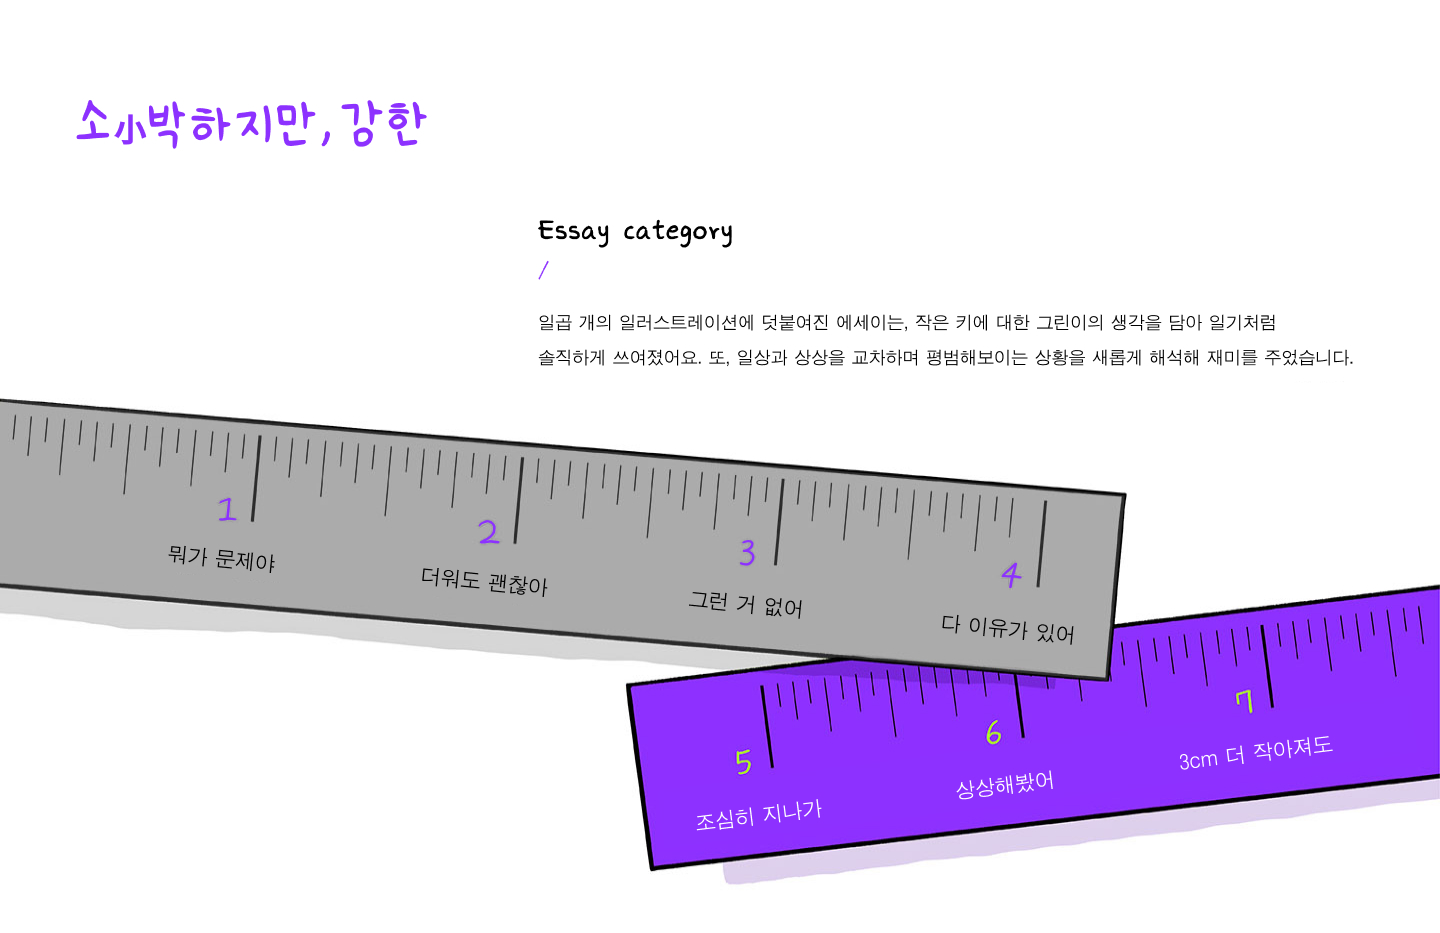 소小박하지만, 강한
Essay category
/
일곱 개의 일러스트레이션에 덧붙여진 에세이는, 작은 키에 대한 그린이의 생각을 담아 일기처럼
솔직하게 쓰여졌어요. 또, 일상과 상상을 교차하며 평범해보이는 상황을 새롭게 해석해 재미를 주었습니다.
1
뭐가 문제야
2
더워도 괜찮아
3
그런 거 없어
4
다 이유가 있어
5
조심히 지나가
6
상상해봤어
7
3cm 더 작아져도